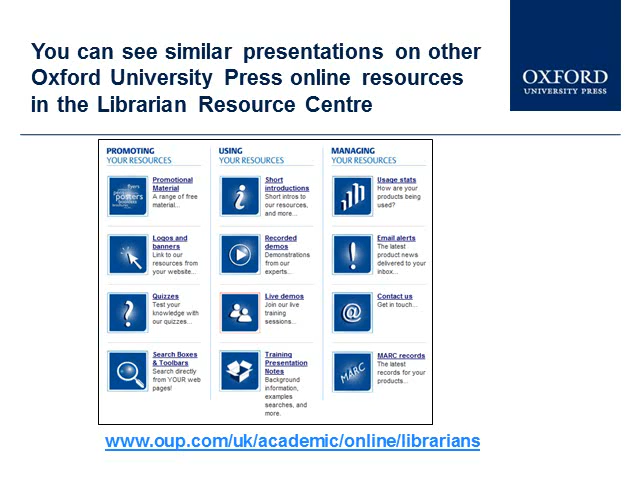 You can see similar presentations on other
Oxford University Press online resources
in the Librarian Resource Centre
OXFORD
UNIVERSITY PRESS
PROMOTING
YOUR RESOURCES
Promotional
Material
A range of free
material...
Logos and
banners
Link to our
resources from
your website...
Quizzes
Test your
knowledge with
our quizzes...
Search Boxes
& Toolbars
Search directly
from YOUR web
pages!
USING
YOUR RESOURCES
Short
introductions
Short intros to
our resources,
and more...
Recorded
demos
Demonstrations
from our
experts...
Live demos
Join our live
training
sessions...
Training
Presentation
Notes
Background
information,
examples
searches, and
more.
MANAGING
YOUR RESOURCES
Usage stats
How are your
products being
used?
Email alerts
The latest
product news
delivered to your
inbox...
Contact us
Get in touch...
MARC
MARC records
The latest
records for your
products...
www.oup.com/uk/academic/online/librarians